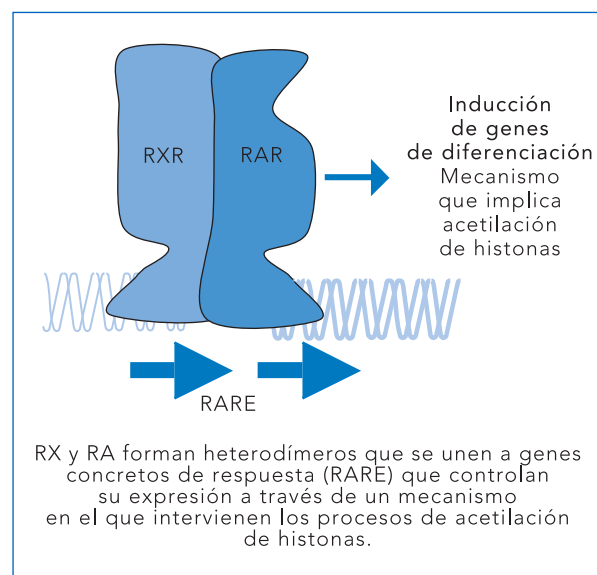 RXR
RAR
Inducción
de genes
de diferenciación
Mecanismo
que implica
acetilación
de histonas
RARE
RX y RA forman heterodímeros que se unen a genes
concretos de respuesta (RARE) que controlan
su expresión a través de un mecanismo
en el que intervienen los procesos de acetilación
de histonas.